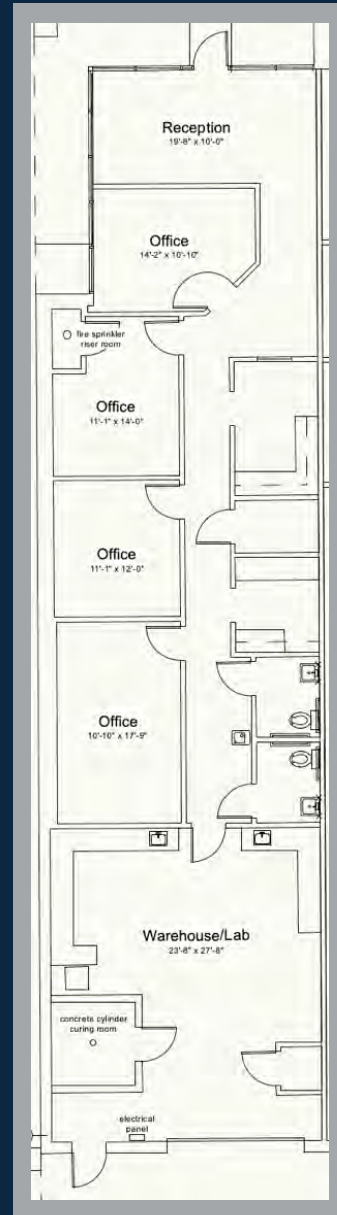 Reception
19'-8" x 10'-0"
Office
14'-2" x 10'-10"
fire sprinkler
riser room
Office
11'-1" x 14'-0"
Office
11'-1" x 12'-0"
Office
10'-10" x 17'-9"
Warehouse/Lab
23'-8" x 27'-8"
concrete cylinder
curing room
electrical
panel